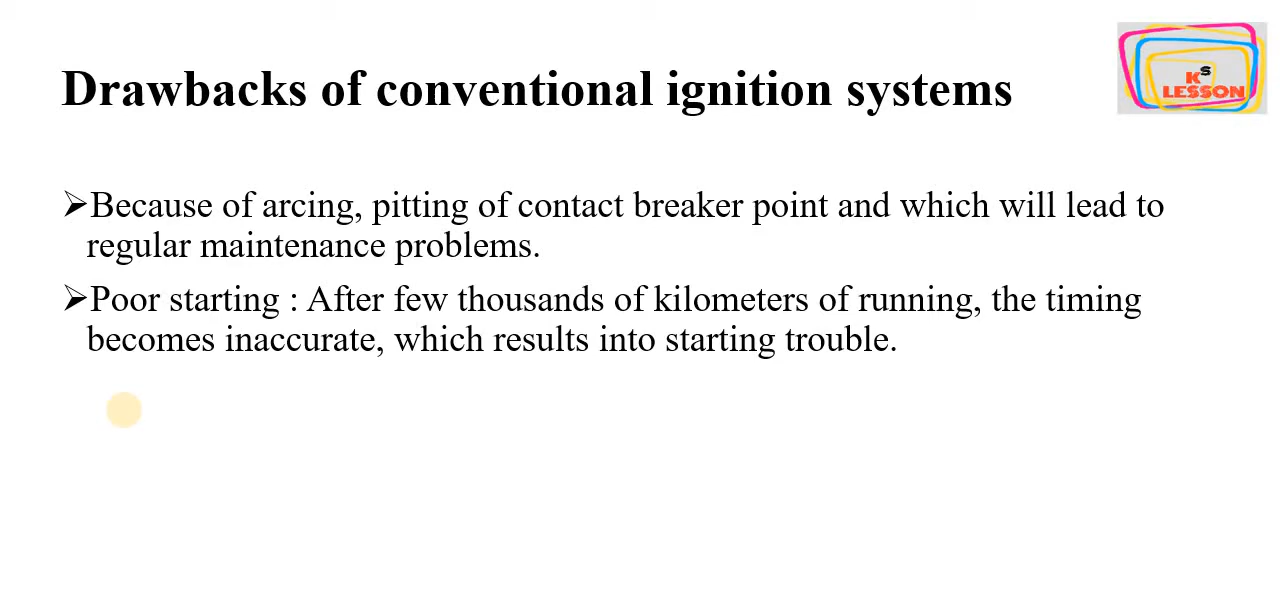 Drawbacks of conventional ignition systems
KS
LESSON
➢Because of arcing, pitting of contact breaker point and which will lead to
regular maintenance problems.
➢Poor starting : After few thousands of kilometers of running, the timing
becomes inaccurate, which results into starting trouble.